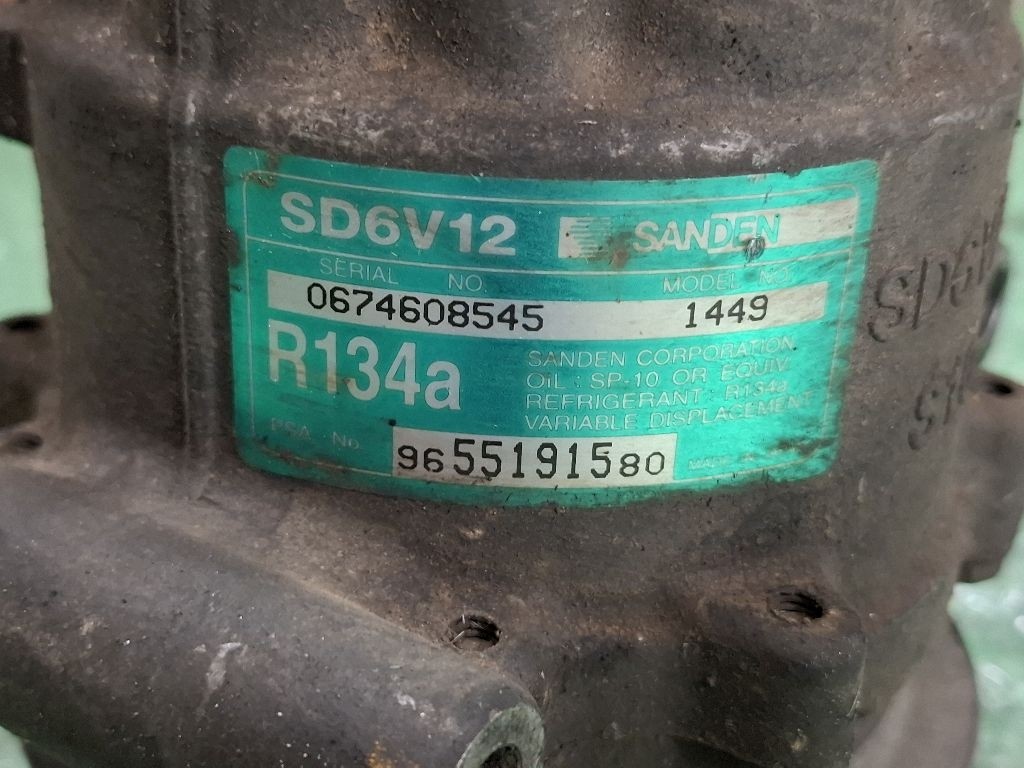 SD6V12 SANDEN
SERIAL NO. MODEL NO.
0674608545 1449
R134a
SANDEN CORPORATION
OIL : SP-10 OR EQUIV.
REFRIGERANT : R134a
VARIABLE DISPLACEMENT
PSA No.
9655191580